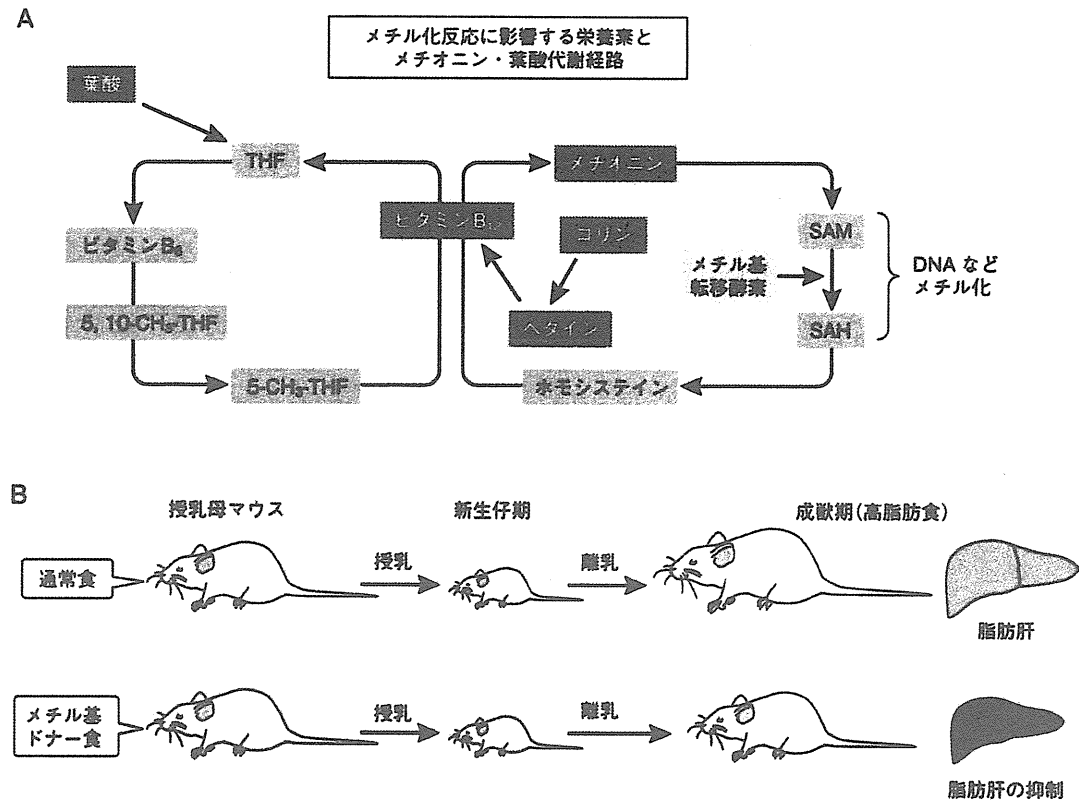 A
メチル化反応に影響する栄養素と
メチオニン・葉酸代謝経路
葉酸
THF
メチオニン
ビタミンB₁₂
コリン
SAM
ビタミンB₆
メチル基
転移酵素
DNA など
メチル化
5, 10-CH₂-THF
ベタイン
SAH
5-CH₃-THF
ホモシステイン
B
授乳母マウス
新生仔期
成獣期(高脂肪食)
通常食
授乳
離乳
脂肪肝
メチル基
ドナー食
授乳
離乳
脂肪肝の抑制